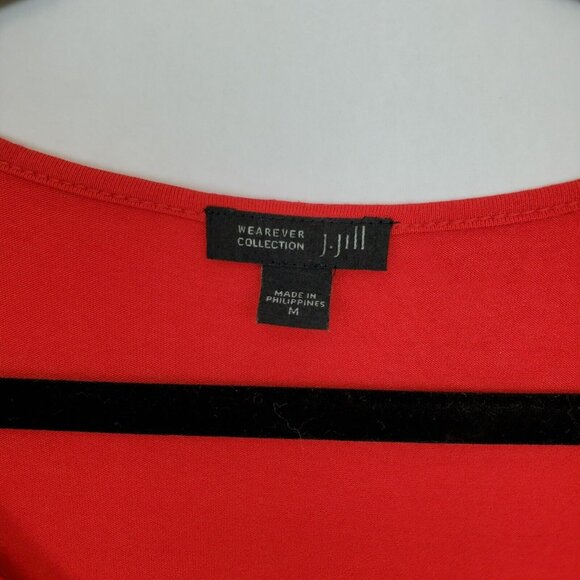 WEAREVER
COLLECTION
J.Jill
MADE IN
PHILIPPINES
M